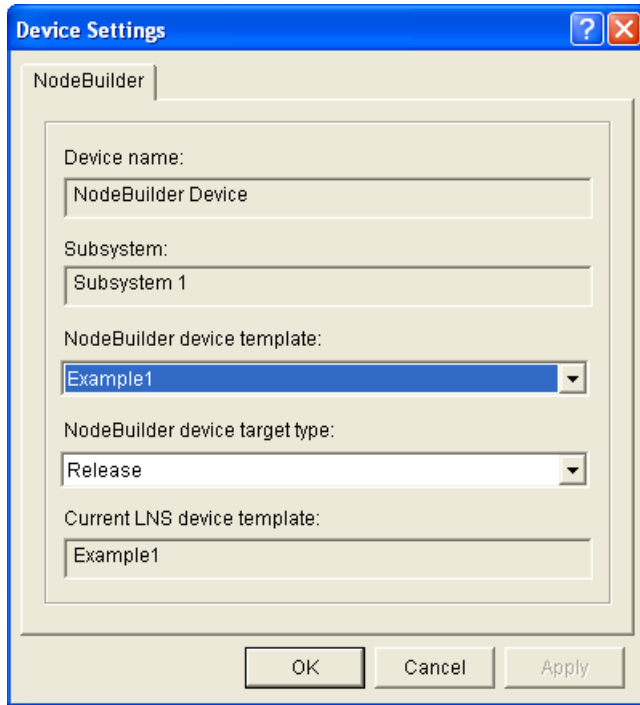 Device Settings
NodeBuilder
Device name:
NodeBuilder Device
Subsystem:
Subsystem 1
NodeBuilder device template:
Example1
NodeBuilder device target type:
Release
Current LNS device template:
Example1
OK Cancel Apply